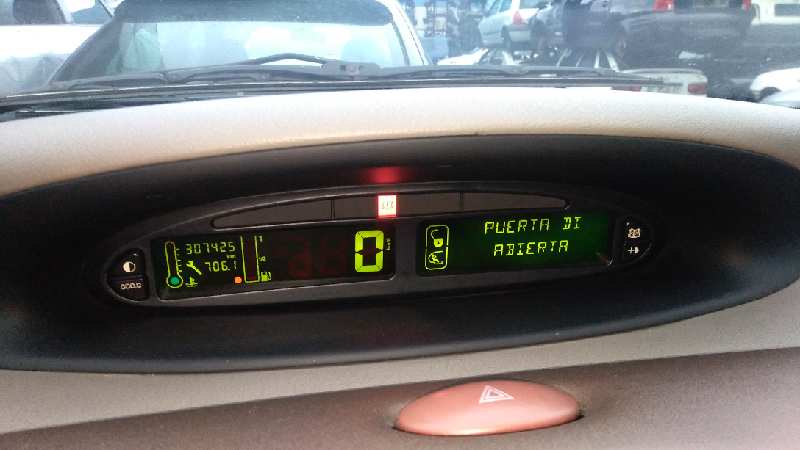 307425
706.1
0
PUERTA DI
ABIERTA